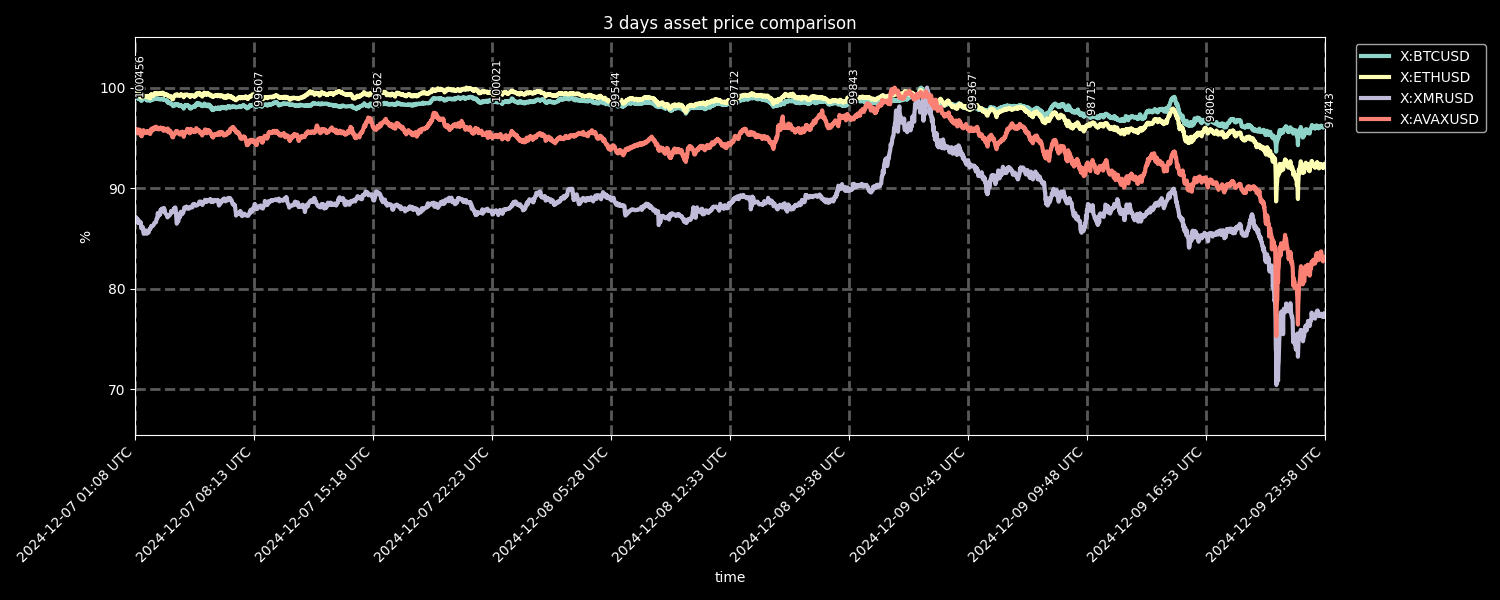 3 days asset price comparison
X:BTCUSD
X:ETHUSD
X:XMRUSD
X:AVAXUSD
100456
99607
99562
100021
99544
99712
99843
99367
98715
98062
97443
100
90
80
70
%
2024-12-07 01:08 UTC
2024-12-07 08:13 UTC
2024-12-07 15:18 UTC
2024-12-07 22:23 UTC
2024-12-08 05:28 UTC
2024-12-08 12:33 UTC
2024-12-08 19:38 UTC
2024-12-09 02:43 UTC
2024-12-09 09:48 UTC
2024-12-09 16:53 UTC
2024-12-09 23:58 UTC
time